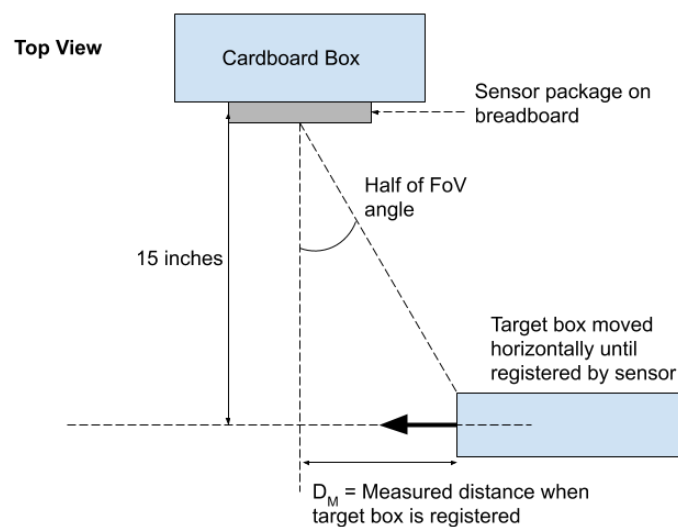 Top View
Cardboard Box
Sensor package on
breadboard
Half of FoV
angle
15 inches
Target box moved
horizontally until
registered by sensor
D_M = Measured distance when
target box is registered